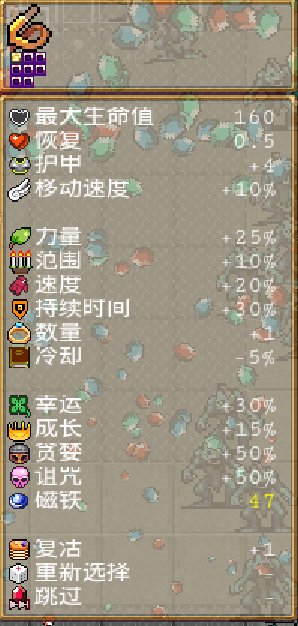 最大生命值 160
恢复 0.5
护甲 +4
移动速度 +10%
力量 +25%
范围 +10%
速度 +20%
持续时间 +30%
数量 +1
冷却 -5%
幸运 +30%
成长 +15%
贪婪 +50%
诅咒 +50%
磁铁 47
复活 +1
重新选择 -
跳过 -